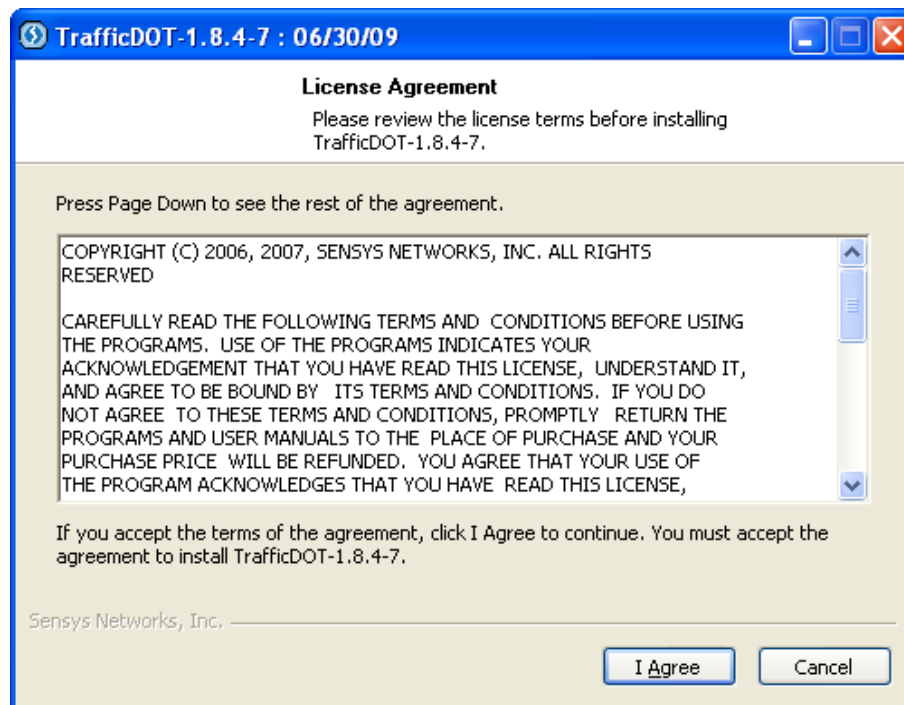 TrafficDOT-1.8.4-7 : 06/30/09
License Agreement
Please review the license terms before installing
TrafficDOT-1.8.4-7.
Press Page Down to see the rest of the agreement.
COPYRIGHT (C) 2006, 2007, SENSYS NETWORKS, INC. ALL RIGHTS
RESERVED
CAREFULLY READ THE FOLLOWING TERMS AND  CONDITIONS BEFORE USING
THE PROGRAMS.  USE OF THE PROGRAMS INDICATES YOUR
ACKNOWLEDGEMENT THAT YOU HAVE READ THIS LICENSE,  UNDERSTAND IT,
AND AGREE TO BE BOUND BY   ITS TERMS AND CONDITIONS.  IF YOU DO
NOT AGREE  TO THESE TERMS AND CONDITIONS, PROMPTLY   RETURN THE
PROGRAMS AND USER MANUALS TO THE  PLACE OF PURCHASE AND YOUR
PURCHASE PRICE  WILL BE REFUNDED.  YOU AGREE THAT YOUR USE OF
THE PROGRAM ACKNOWLEDGES THAT YOU HAVE  READ THIS LICENSE,
If you accept the terms of the agreement, click I Agree to continue. You must accept the
agreement to install TrafficDOT-1.8.4-7.
Sensys Networks, Inc.
I Agree
Cancel